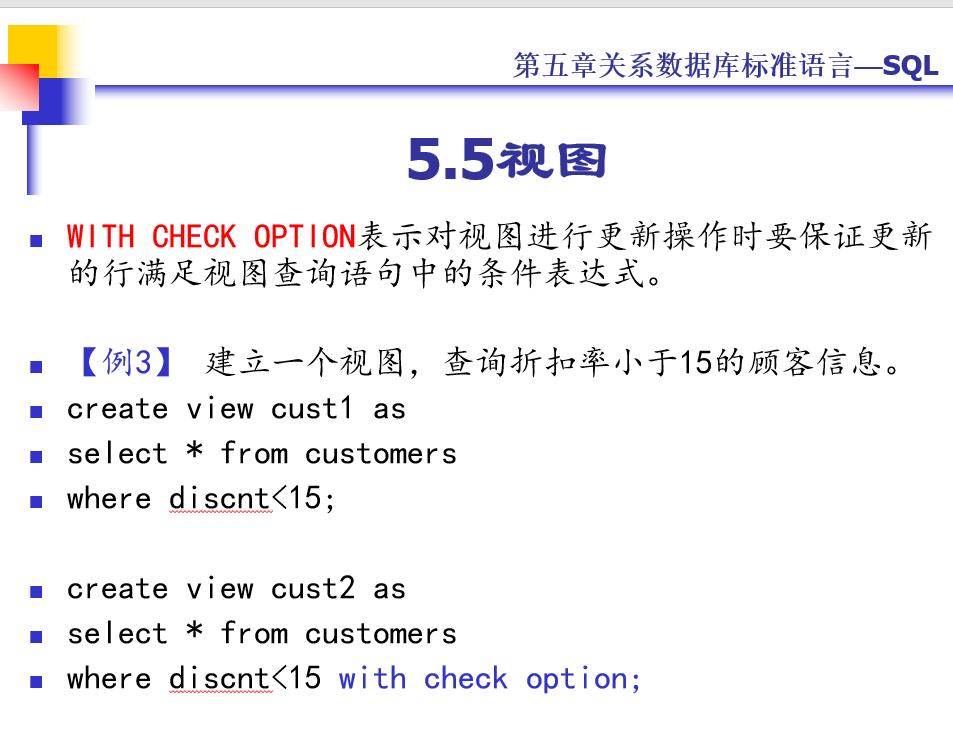 第五章关系数据库标准语言—SQL
5.5视图
WITH CHECK OPTION表示对视图进行更新操作时要保证更新
的行满足视图查询语句中的条件表达式。
【例3】 建立一个视图，查询折扣率小于15的顾客信息。
create view cust1 as
select * from customers
where discnt<15;
create view cust2 as
select * from customers
where discnt<15 with check option;